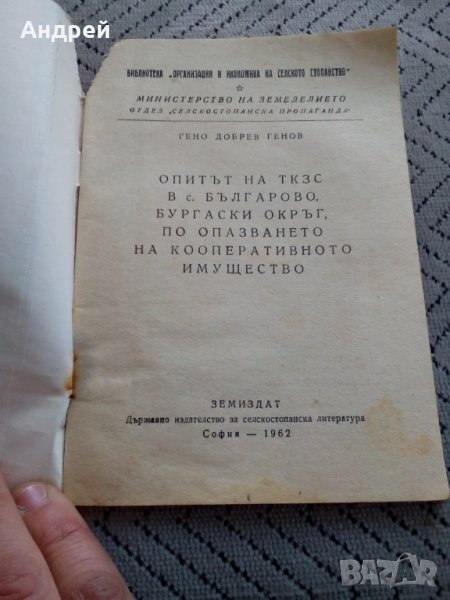 Андрей
БИБЛИОТЕКА „ОРГАНИЗАЦИЯ И ИКОНОМИКА НА СЕЛСКОТО СТОПАНСТВО"
МИНИСТЕРСТВО НА ЗЕМЕДЕЛИЕТО
ОТДЕЛ „СЕЛСКОСТОПАНСКА ПРОПАГАНДА"
ГЕНО ДОБРЕВ ГЕНОВ
ОПИТЪТ НА ТКЗС
В с. БЪЛГАРОВО,
БУРГАСКИ ОКРЪГ,
ПО ОПАЗВАНЕТО
НА КООПЕРАТИВНОТО
ИМУЩЕСТВО
ЗЕМИЗДАТ
Държавно издателство за селскостопанска литература
София — 1962
BAZAR